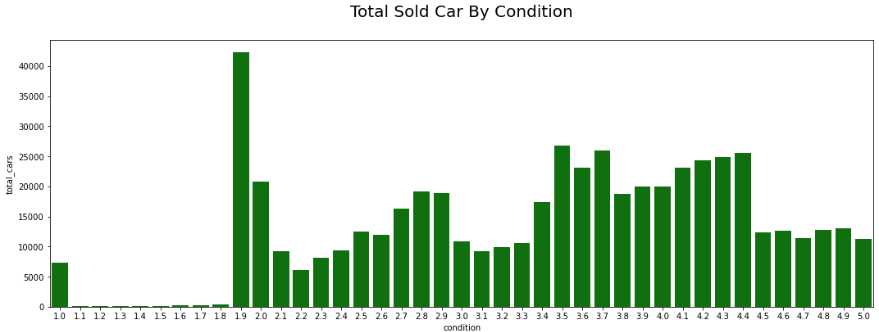 Total Sold Car By Condition
total_cars
40000
35000
30000
25000
20000
15000
10000
5000
0
1.0 1.1 1.2 1.3 1.4 1.5 1.6 1.7 1.8 1.9 2.0 2.1 2.2 2.3 2.4 2.5 2.6 2.7 2.8 2.9 3.0 3.1 3.2 3.3 3.4 3.5 3.6 3.7 3.8 3.9 4.0 4.1 4.2 4.3 4.4 4.5 4.6 4.7 4.8 4.9 5.0
condition